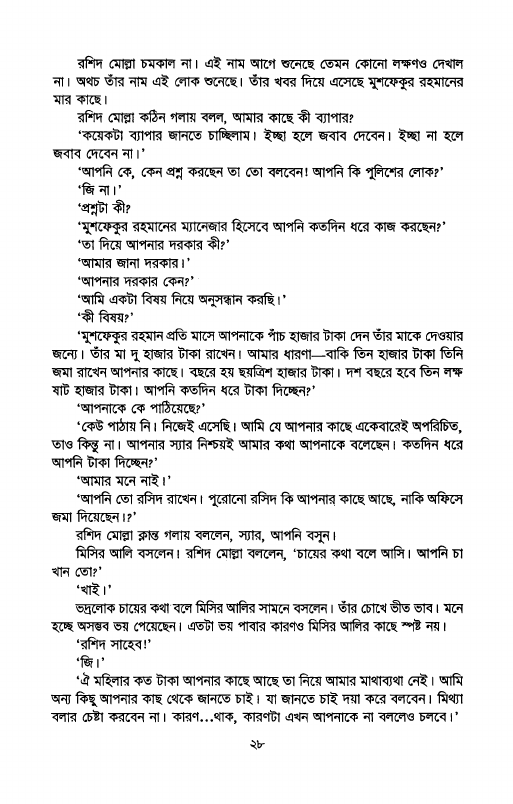 রশিদ মোল্লা চমকাল না। এই নাম আগে শুনেছে তেমন কোনো লক্ষণও দেখাল
না। অথচ তাঁর নাম এই লোক শুনেছে। তাঁর খবর দিয়ে এসেছে মুশফেকুর রহমানের
মার কাছে।
রশিদ মোল্লা কঠিন গলায় বলল, আমার কাছে কী ব্যাপার?
‘কয়েকটা ব্যাপার জানতে চাচ্ছিলাম। ইচ্ছা হলে জবাব দেবেন। ইচ্ছা না হলে
জবাব দেবেন না।’
‘আপনি কে, কেন প্রশ্ন করছেন তা তো বলবেন! আপনি কি পুলিশের লোক?’
‘জি না।’
‘প্রশ্নটা কী?
‘মুশফেকুর রহমানের ম্যানেজার হিসেবে আপনি কতদিন ধরে কাজ করছেন?’
‘তা দিয়ে আপনার দরকার কী?’
‘আমার জানা দরকার।’
‘আপনার দরকার কেন?’
‘আমি একটা বিষয় নিয়ে অনুসন্ধান করছি।’
‘কী বিষয়?’
‘মুশফেকুর রহমান প্রতি মাসে আপনাকে পাঁচ হাজার টাকা দেন তাঁর মাকে দেওয়ার
জন্যে। তাঁর মা দু হাজার টাকা রাখেন। আমার ধারণা—বাকি তিন হাজার টাকা তিনি
জমা রাখেন আপনার কাছে। বছরে হয় ছয়ত্রিশ হাজার টাকা। দশ বছরে হবে তিন লক্ষ
ষাট হাজার টাকা। আপনি কতদিন ধরে টাকা দিচ্ছেন?’
‘আপনাকে কে পাঠিয়েছে?’
‘কেউ পাঠায় নি। নিজেই এসেছি। আমি যে আপনার কাছে একেবারেই অপরিচিত,
তাও কিন্তু না। আপনার স্যার নিশ্চয়ই আমার কথা আপনাকে বলেছেন। কতদিন ধরে
আপনি টাকা দিচ্ছেন?’
‘আমার মনে নাই।’
‘আপনি তো রসিদ রাখেন। পুরোনো রসিদ কি আপনার কাছে আছে, নাকি অফিসে
জমা দিয়েছেন।?’
রশিদ মোল্লা ক্লান্ত গলায় বললেন, স্যার, আপনি বসুন।
মিসির আলি বসলেন। রশিদ মোল্লা বললেন, ‘চায়ের কথা বলে আসি। আপনি চা
খান তো?’
‘খাই।’
ভদ্রলোক চায়ের কথা বলে মিসির আলির সামনে বসলেন। তাঁর চোখে ভীত ভাব। মনে
হচ্ছে অসম্ভব ভয় পেয়েছেন। এতটা ভয় পাবার কারণও মিসির আলির কাছে স্পষ্ট নয়।
‘রশিদ সাহেব!’
‘জি।’
‘ঐ মহিলার কত টাকা আপনার কাছে আছে তা নিয়ে আমার মাথাব্যথা নেই। আমি
অন্য কিছু আপনার কাছ থেকে জানতে চাই। যা জানতে চাই দয়া করে বলবেন। মিথ্যা
বলার চেষ্টা করবেন না। কারণ...থাক, কারণটা এখন আপনাকে না বললেও চলবে।’
২৮